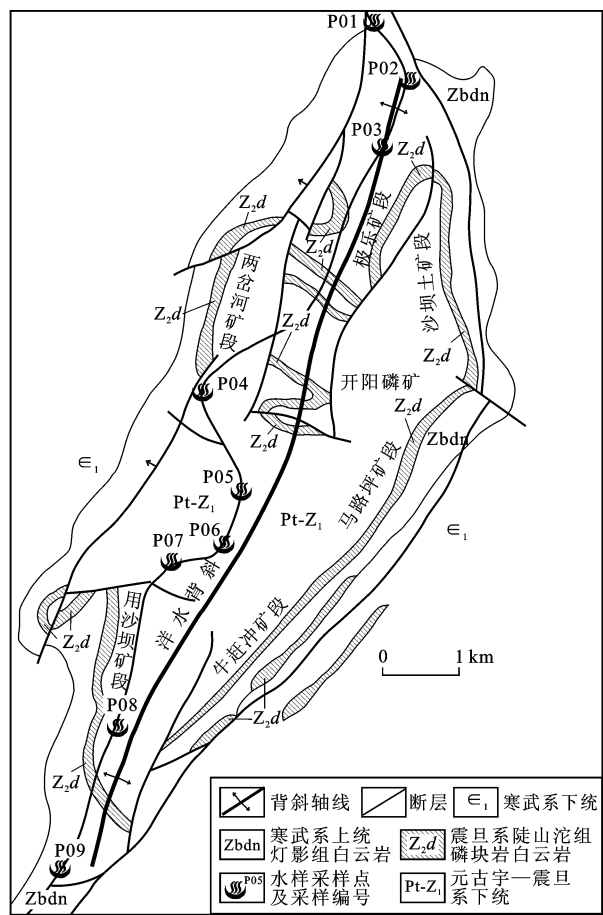 P01
P02
Zbdn
P03
Z₂d
Z₂d
Z₂d
极乐矿段
沙坝土矿段
两岔河矿段
Z₂d
Z₂d
Z₂d
P04
开阳磷矿
Z₂d
Z₂d
Zbdn
∈₁
P05
Pt-Z₁
Pt-Z₁
马路坪矿段
∈₁
P06
P07
洋水背斜
用沙坝矿段
Z₂d
牛赶冲矿段
0 1 km
P08
Z₂d
Z₂d
P09
Zbdn
背斜轴线
断层
∈₁ 寒武系下统
Zbdn 寒武系上统
灯影组白云岩
Z₂d 震旦系陡山沱组
磷块岩白云岩
P05 水样采样点
及采样编号
Pt-Z₁ 元古宇—震旦
系下统